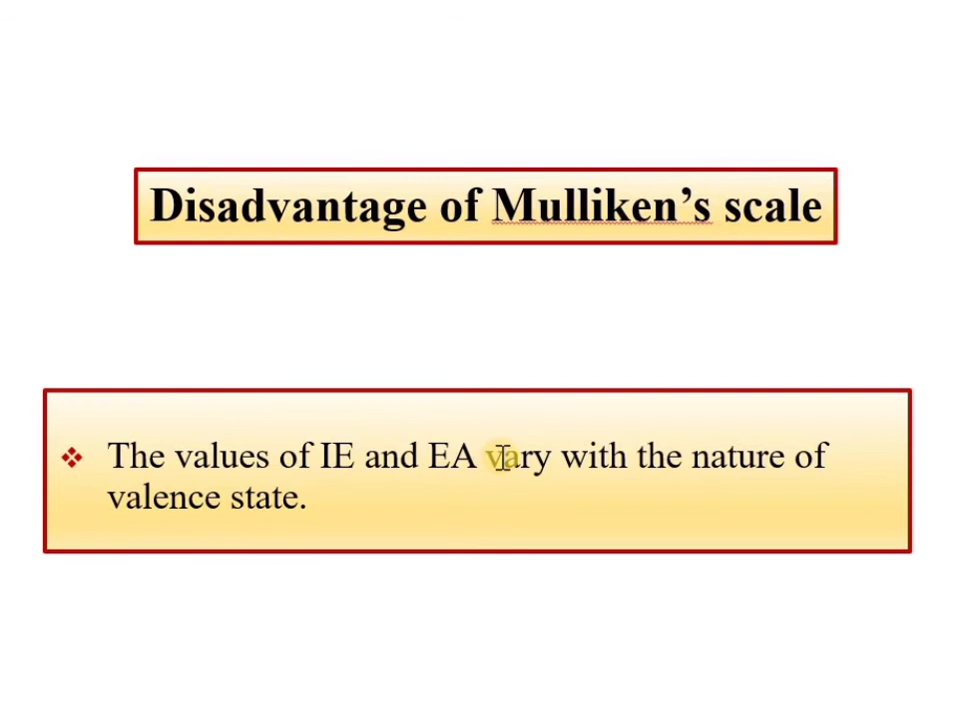 Disadvantage of Mulliken’s scale
The values of IE and EA vary with the nature of
valence state.